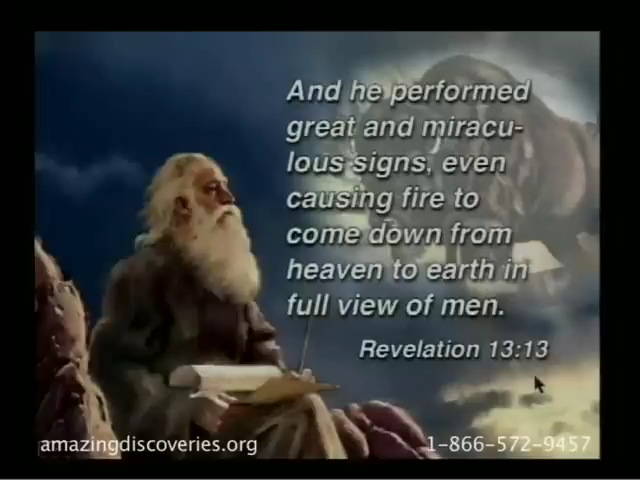 And he performed
great and miracu-
lous signs, even
causing fire to
come down from
heaven to earth in
full view of men.
Revelation 13:13
amazingdiscoveries.org 1-866-572-9457